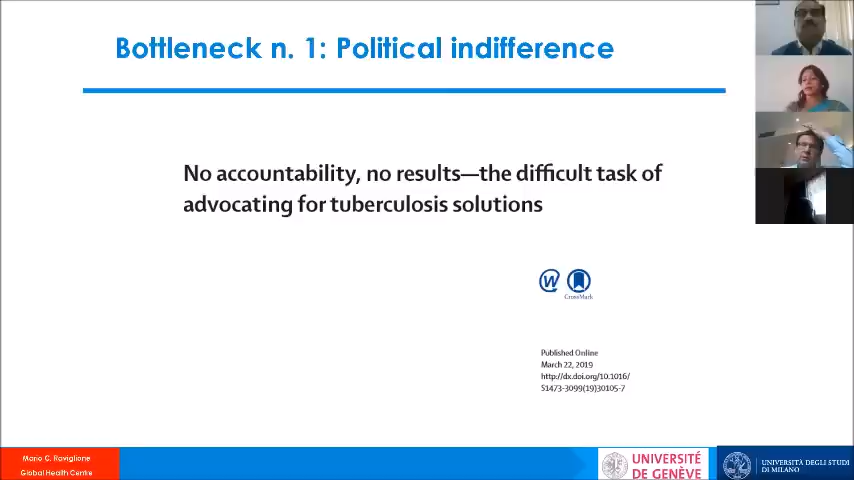 Bottleneck n. 1: Political indifference
No accountability, no results—the difficult task of
advocating for tuberculosis solutions
W
CrossMark
Published Online
March 22, 2019
http://dx.doi.org/10.1016/
S1473-3099(19)30105-7
Mario C. Raviglione
Global Health Centre
UNIVERSITÉ
DE GENÈVE
UNIVERSITÀ DEGLI STUDI
DI MILANO